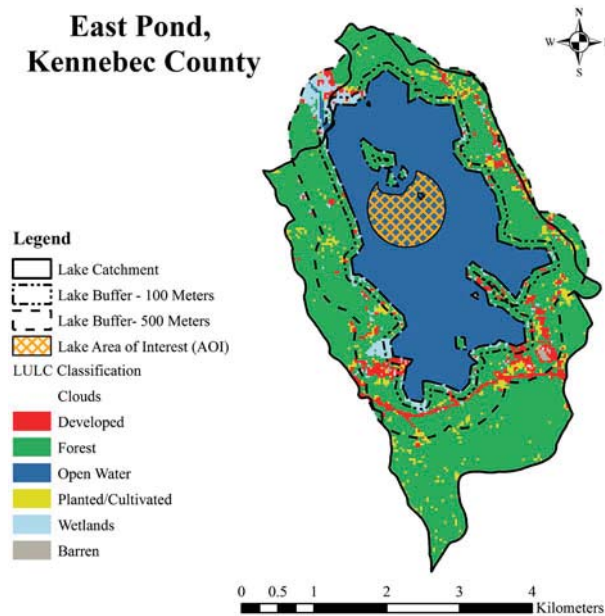 East Pond,
Kennebec County
N
W
S
Legend
Lake Catchment
Lake Buffer - 100 Meters
Lake Buffer- 500 Meters
Lake Area of Interest (AOI)
LULC Classification
Clouds
Developed
Forest
Open Water
Planted/Cultivated
Wetlands
Barren
0 0.5 1 2 3 4
Kilometers